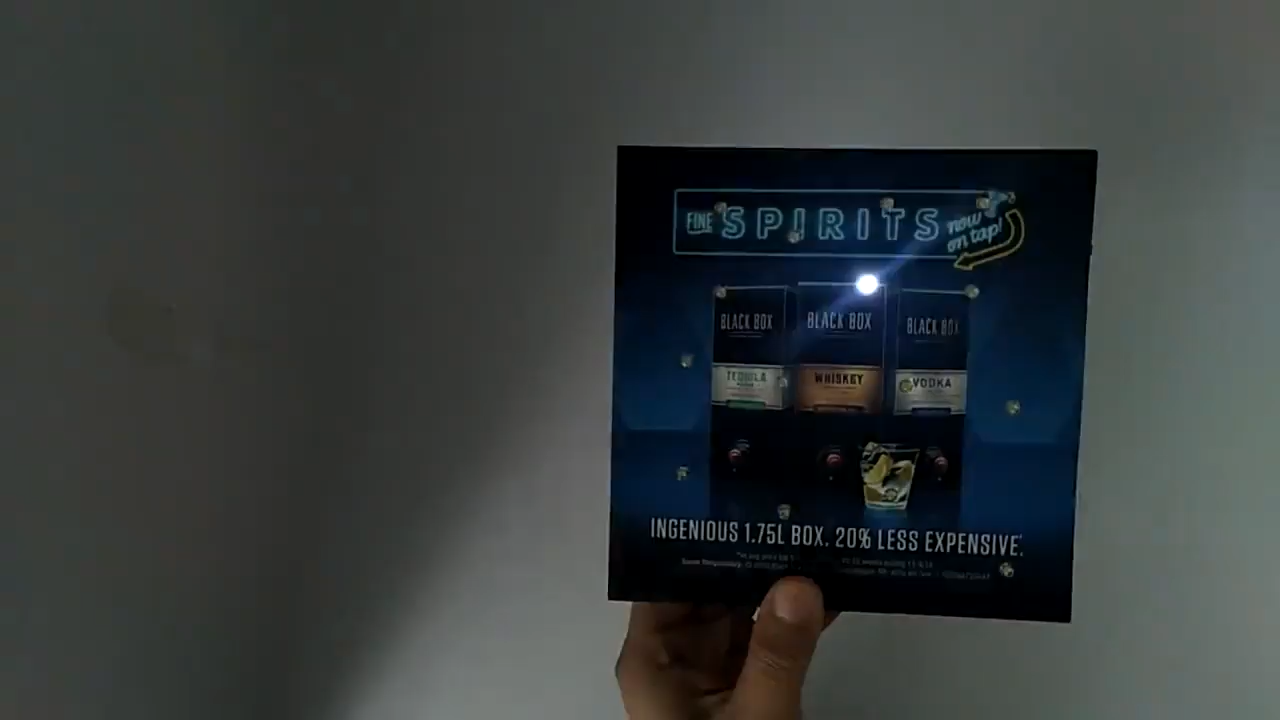 FINE SPIRITS now
on tap!
BLACK BOX BLACK BOX BLACK BOX
TEQUILA WHISKEY VODKA
INGENIOUS 1.75L BOX. 20% LESS EXPENSIVE.*